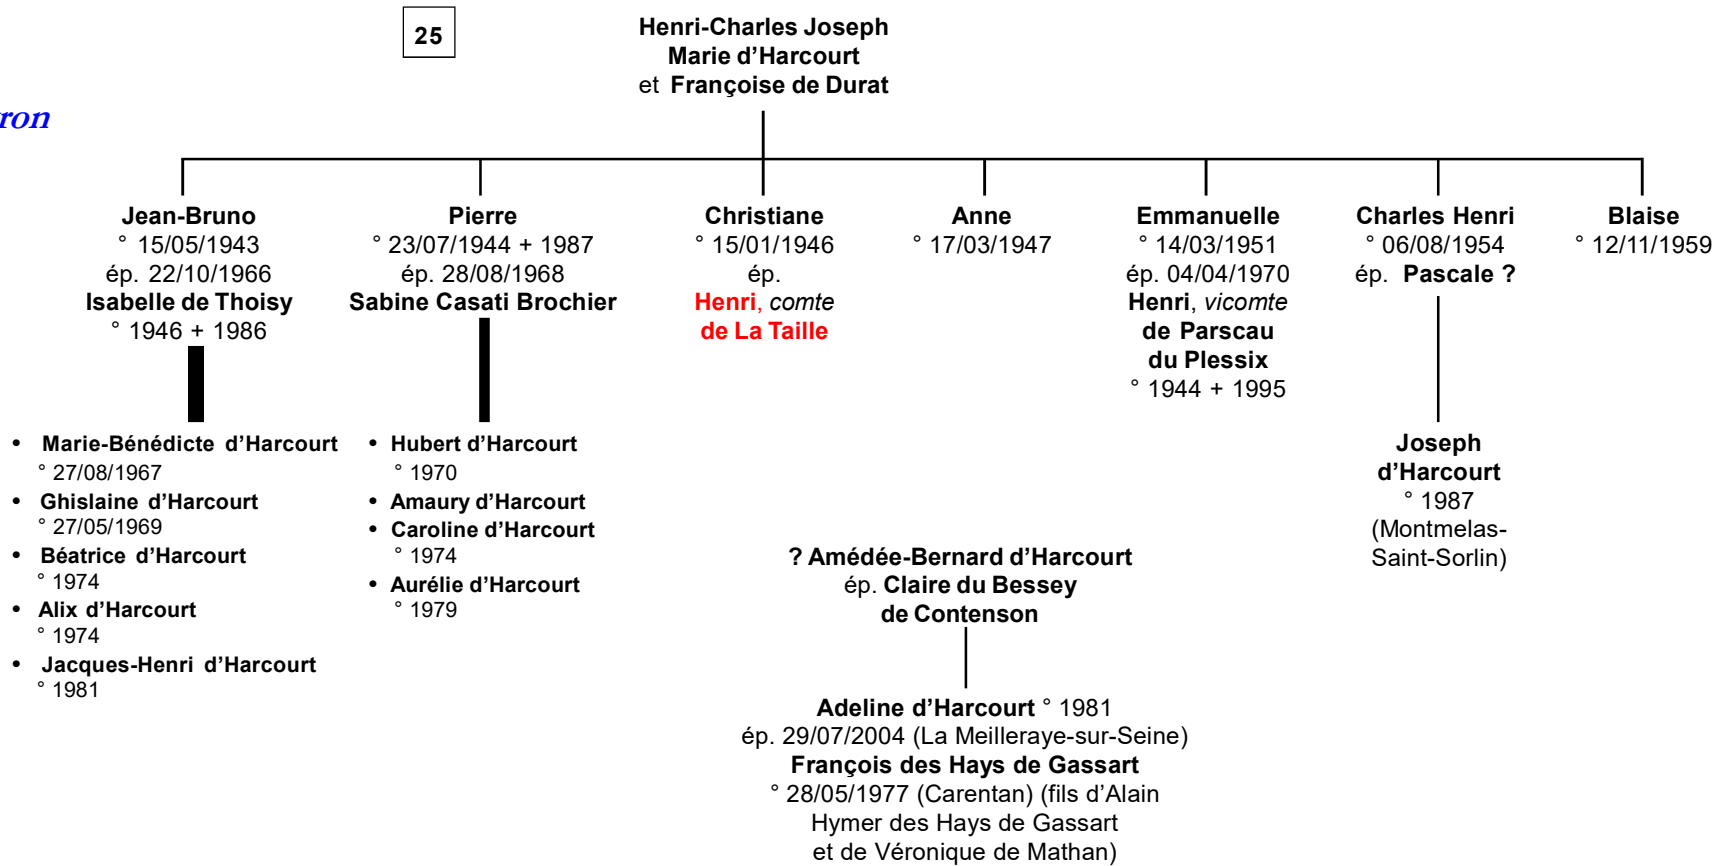 25
Henri-Charles Joseph
Marie d’Harcourt
et Françoise de Durat
ron
Jean-Bruno
° 15/05/1943
ép. 22/10/1966
Isabelle de Thoisy
° 1946 + 1986
Pierre
° 23/07/1944 + 1987
ép. 28/08/1968
Sabine Casati Brochier
Christiane
° 15/01/1946
ép.
Henri, comte
de La Taille
Anne
° 17/03/1947
Emmanuelle
° 14/03/1951
ép. 04/04/1970
Henri, vicomte
de Parscau
du Plessix
° 1944 + 1995
Charles Henri
° 06/08/1954
ép. Pascale ?
Blaise
° 12/11/1959
• Marie-Bénédicte d’Harcourt
° 27/08/1967
• Ghislaine d’Harcourt
° 27/05/1969
• Béatrice d’Harcourt
° 1974
• Alix d’Harcourt
° 1974
• Jacques-Henri d’Harcourt
° 1981
• Hubert d’Harcourt
° 1970
• Amaury d’Harcourt
• Caroline d’Harcourt
° 1974
• Aurélie d’Harcourt
° 1979
Joseph
d’Harcourt
° 1987
(Montmelas-
Saint-Sorlin)
? Amédée-Bernard d’Harcourt
ép. Claire du Bessey
de Contenson
Adeline d’Harcourt ° 1981
ép. 29/07/2004 (La Meilleraye-sur-Seine)
François des Hays de Gassart
° 28/05/1977 (Carentan) (fils d’Alain
Hymer des Hays de Gassart
et de Véronique de Mathan)